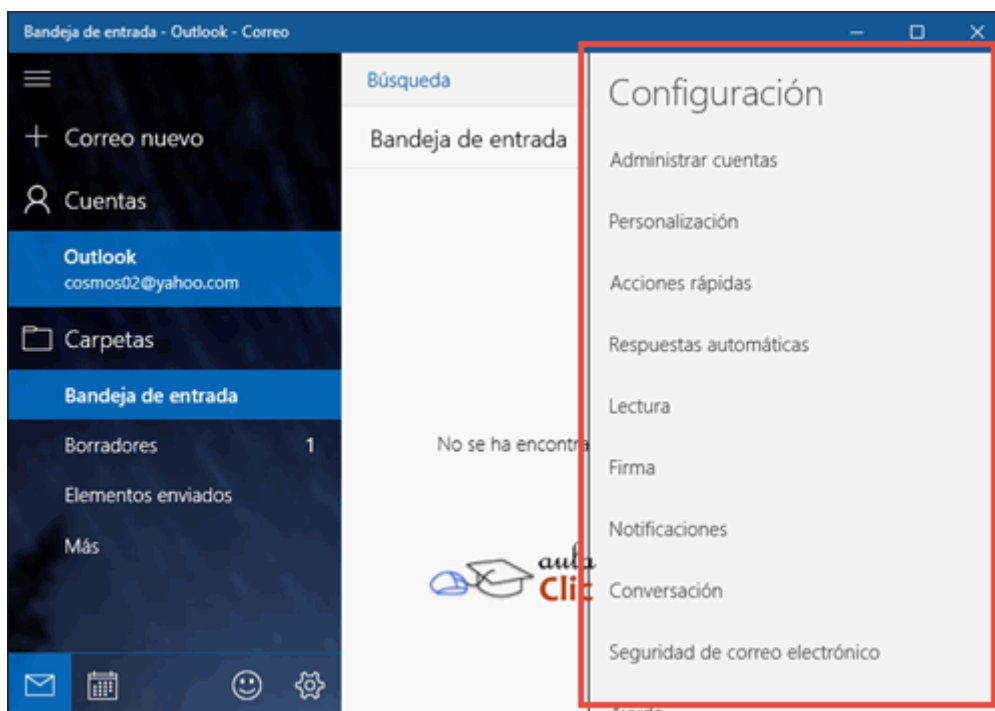 Bandeja de entrada - Outlook - Correo
Correo nuevo
Cuentas
Outlook
cosmos02@yahoo.com
Carpetas
Bandeja de entrada
Borradores 1
Elementos enviados
Más
Búsqueda
Bandeja de entrada
No se ha encontra
aula
Clic
Configuración
Administrar cuentas
Personalización
Acciones rápidas
Respuestas automáticas
Lectura
Firma
Notificaciones
Conversación
Seguridad de correo electrónico